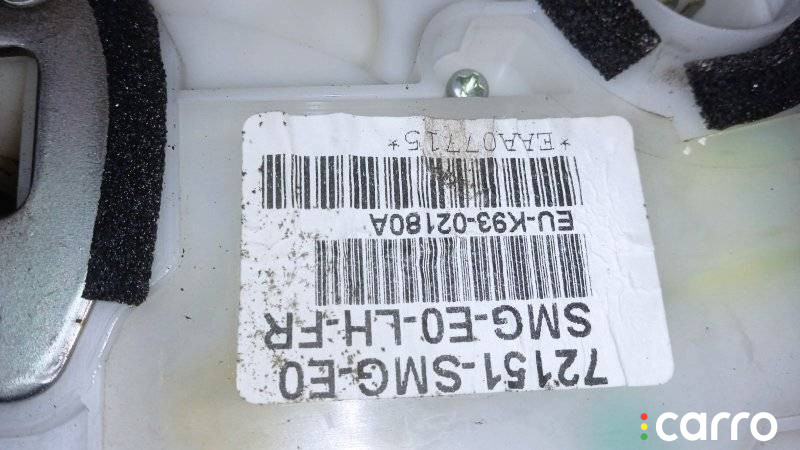 72151-SMG-E0
SMG-E0-LH-FR
EU-K93-02180A
*EAA07715*
carro